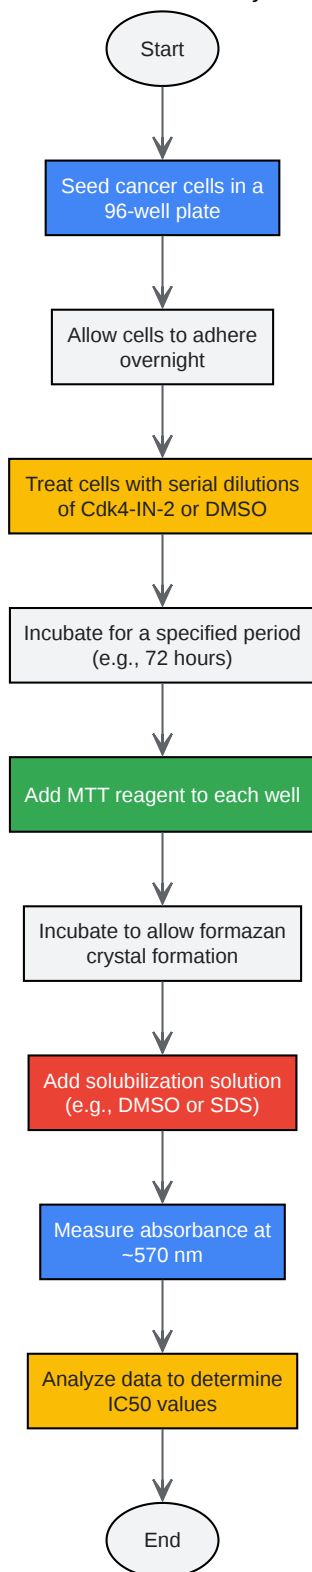 Start
Seed cancer cells in a
96-well plate
Allow cells to adhere
overnight
Treat cells with serial dilutions
of Cdk4-IN-2 or DMSO
Incubate for a specified period
(e.g., 72 hours)
Add MTT reagent to each well
Incubate to allow formazan
crystal formation
Add solubilization solution
(e.g., DMSO or SDS)
Measure absorbance at
~570 nm
Analyze data to determine
IC50 values
End